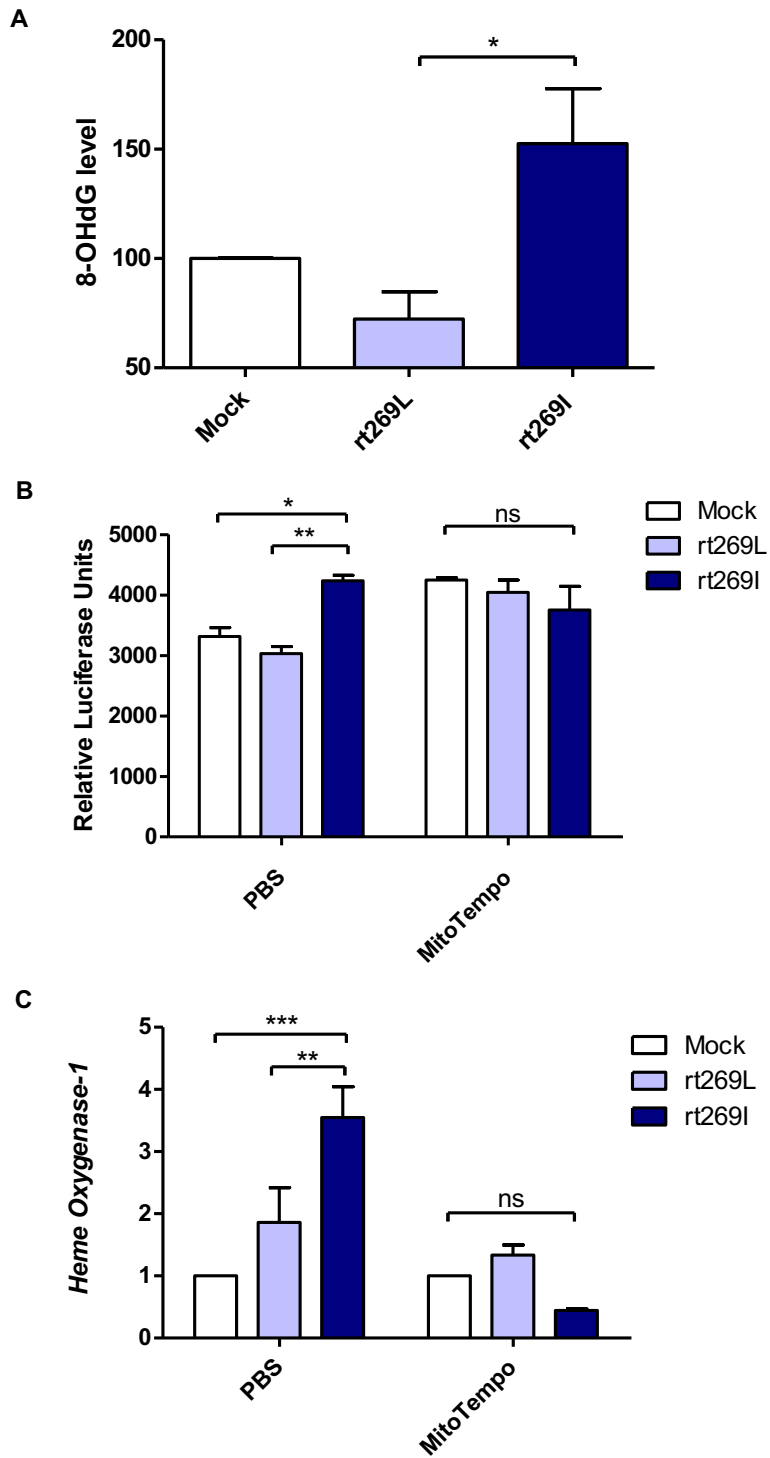 A
8-OHdG level
200
150
100
50
*
Mock
rt269L
rt269I
B
Relative Luciferase Units
5000
4000
3000
2000
1000
0
*
**
ns
PBS
MitoTempo
Mock
rt269L
rt269I
C
Heme Oxygenase-1
5
4
3
2
1
0
***
**
ns
PBS
MitoTempo
Mock
rt269L
rt269I